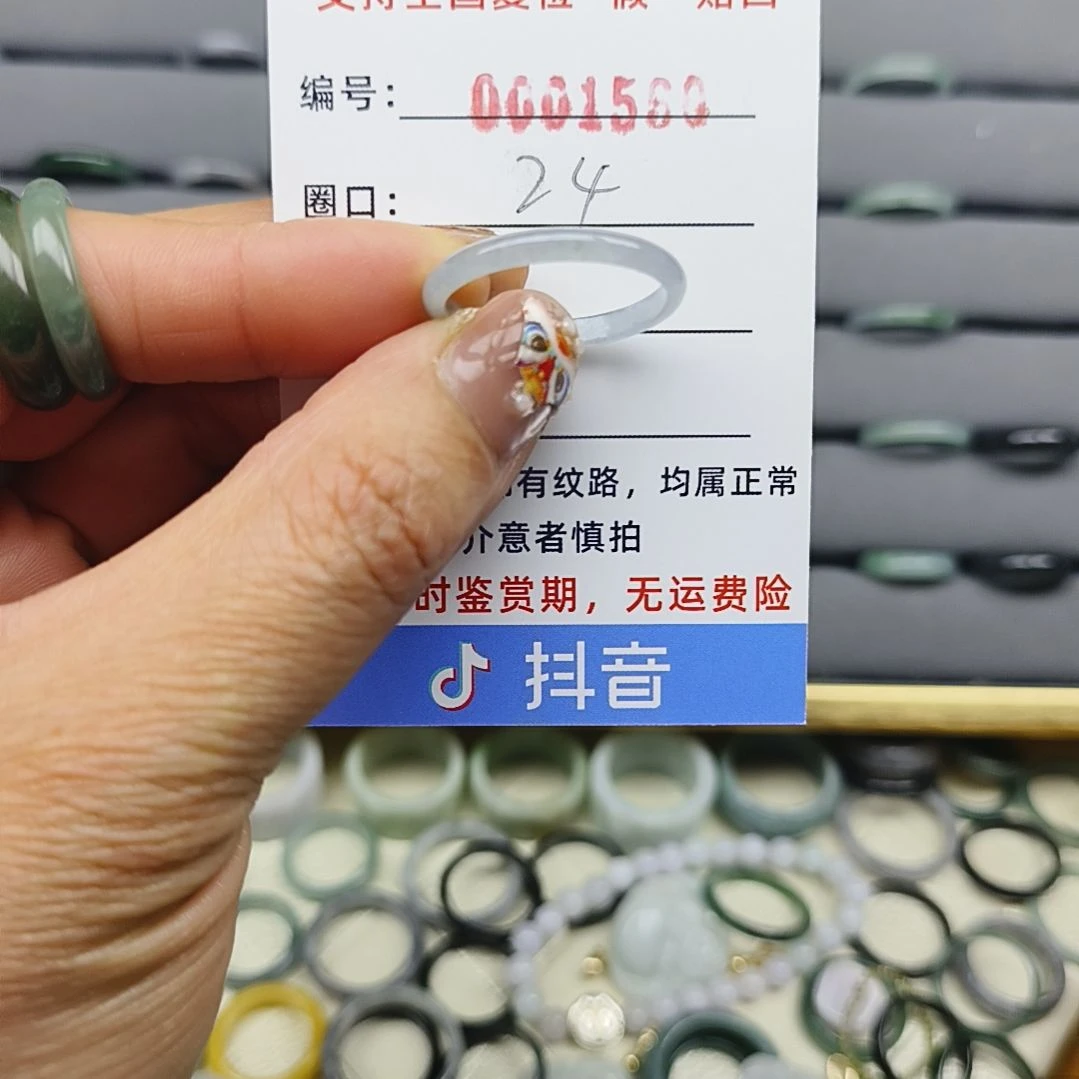 编号: 0001560
圈口: 24
有纹路，均属正常
介意者慎拍
时鉴赏期，无运费险
抖音